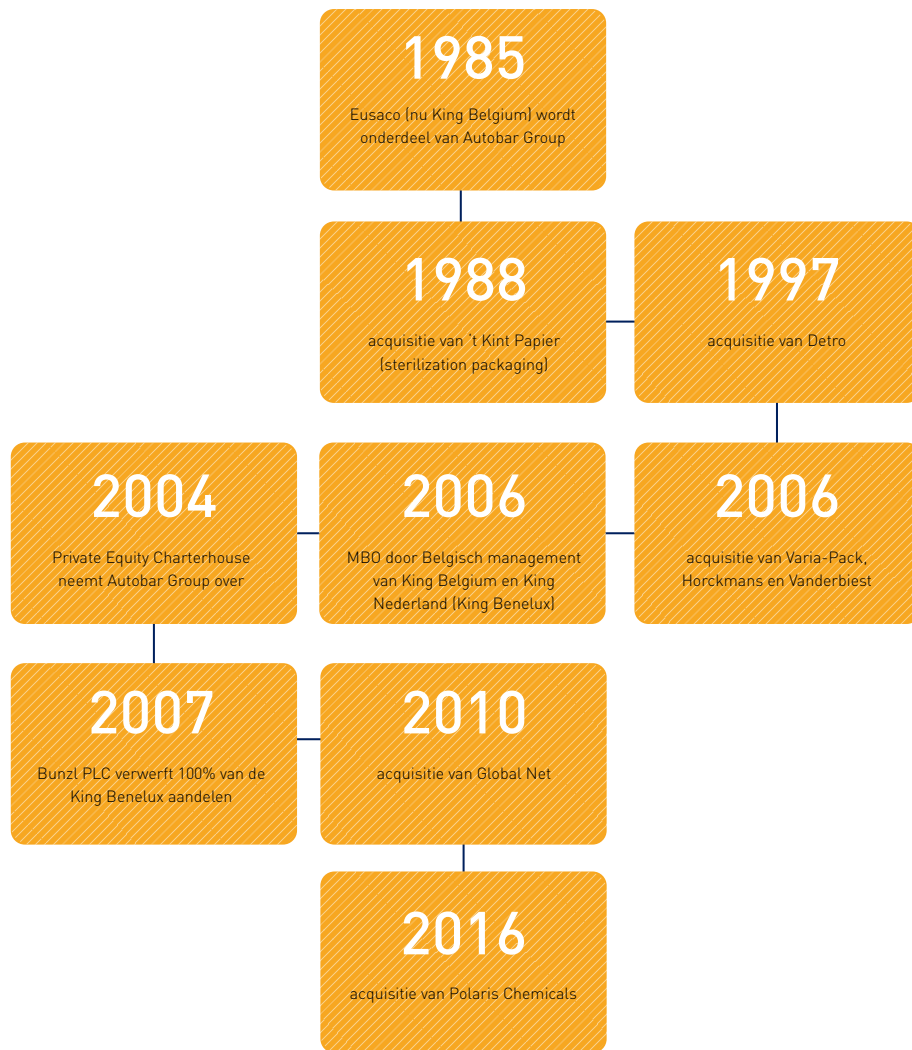 1985
Eusaco (nu King Belgium) wordt
onderdeel van Autobar Group
1988
acquisitie van 't Kint Papier
(sterilization packaging)
1997
acquisitie van Detro
2004
Private Equity Charterhouse
neemt Autobar Group over
2006
MBO door Belgisch management
van King Belgium en King
Nederland (King Benelux)
2006
acquisitie van Varia-Pack,
Horckmans en Vanderbiest
2007
Bunzl PLC verwerft 100% van de
King Benelux aandelen
2010
acquisitie van Global Net
2016
acquisitie van Polaris Chemicals